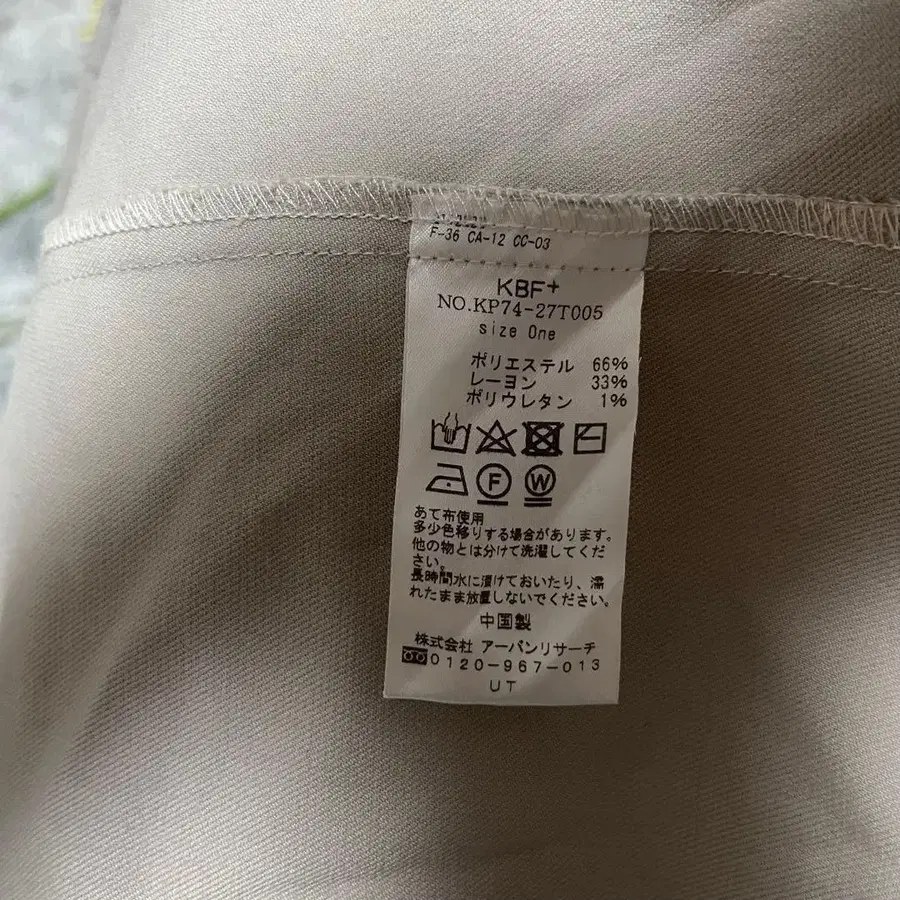 F-36 CA-12 CC-03
KBF+
NO.KP74-27T005
size One
ポリエステル 66%
レーヨン 33%
ポリウレタン 1%
F W
あて布使用
多少色移りする場合があります。
他の物とは分けて洗濯してくだ
さい。
長時間水に漬けておいたり、濡
れたまま放置しないでください。
中国製
株式会社 アーバンリサーチ
0120-967-013
UT